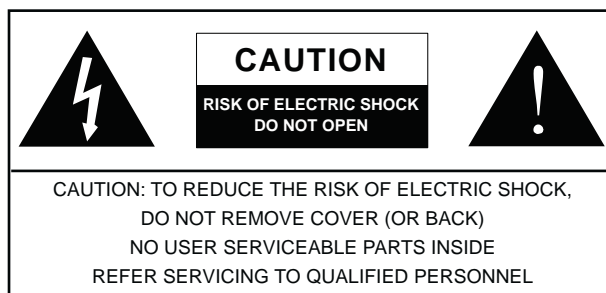 CAUTION
RISK OF ELECTRIC SHOCK
DO NOT OPEN
!
CAUTION: TO REDUCE THE RISK OF ELECTRIC SHOCK,
DO NOT REMOVE COVER (OR BACK)
NO USER SERVICEABLE PARTS INSIDE
REFER SERVICING TO QUALIFIED PERSONNEL